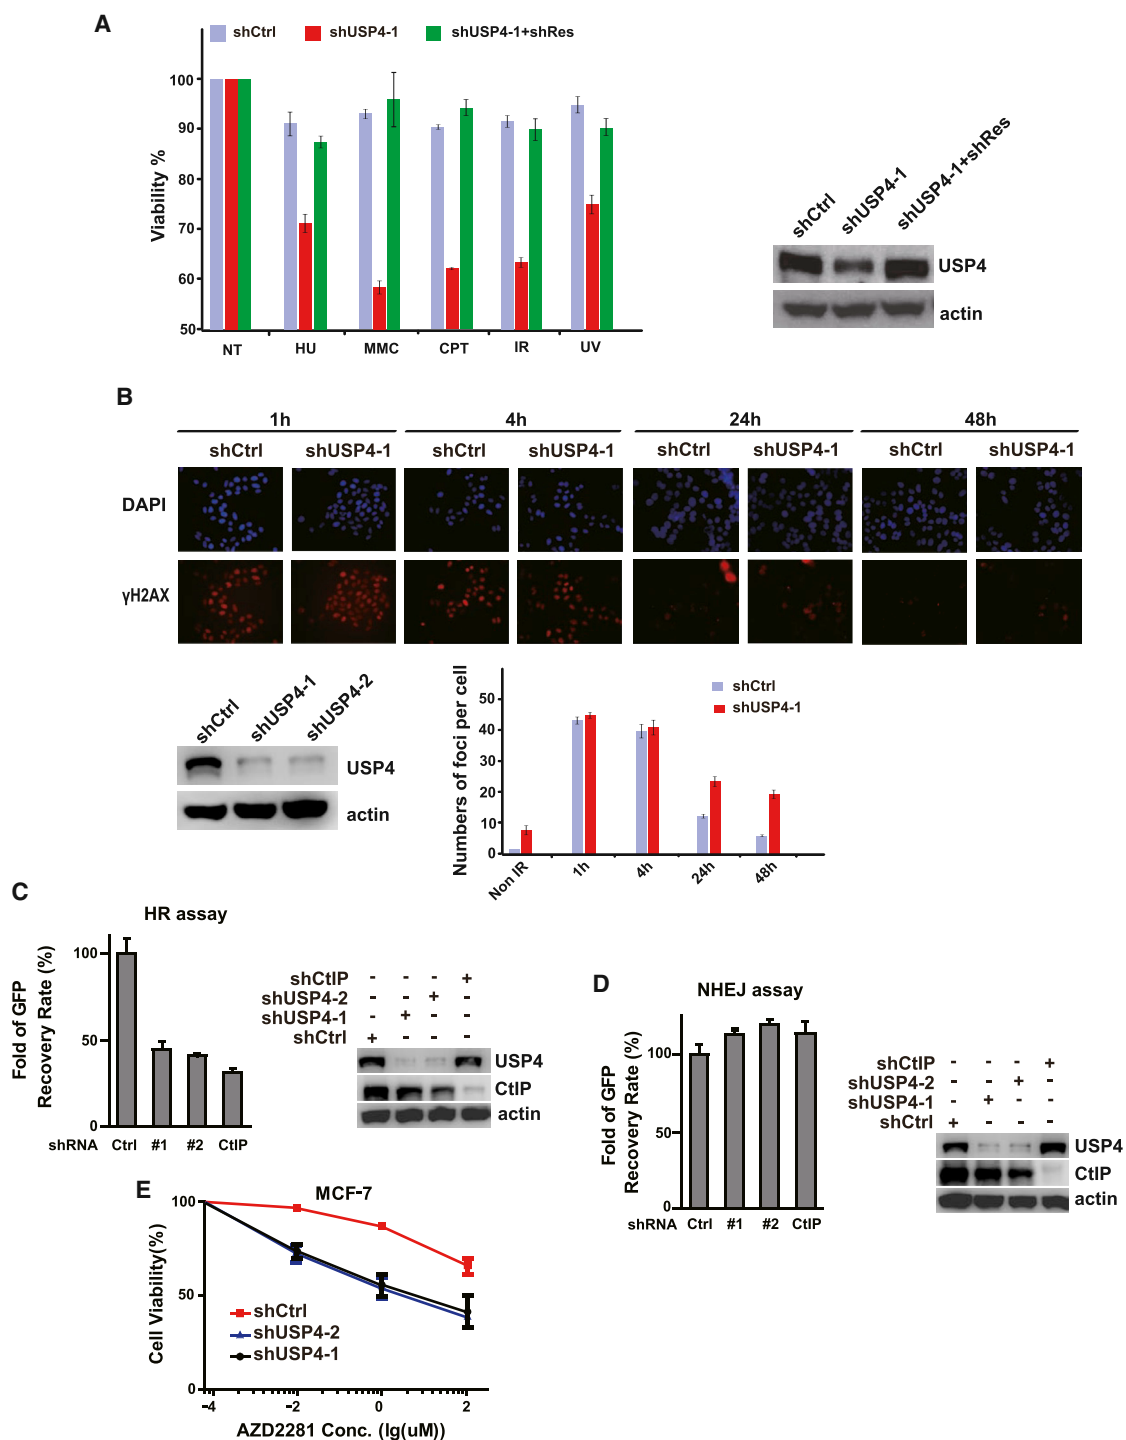 A
shCtrl shUSP4-1 shUSP4-1+shRes
Viability %
100
90
80
70
60
50
NT HU MMC CPT IR UV
shCtrl shUSP4-1 shUSP4-1+shRes
USP4
actin
B
1h 4h 24h 48h
shCtrl shUSP4-1 shCtrl shUSP4-1 shCtrl shUSP4-1 shCtrl shUSP4-1
DAPI
γH2AX
shCtrl shUSP4-1 shUSP4-2
USP4
actin
Numbers of foci per cell
50
40
30
20
10
0
shCtrl
shUSP4-1
Non IR 1h 4h 24h 48h
C
HR assay
Fold of GFP
Recovery Rate (%)
100
50
0
shRNA Ctrl #1 #2 CtIP
shCtIP - - - +
shUSP4-2 - - + -
shUSP4-1 - + - -
shCtrl + - - -
USP4
CtIP
actin
D
NHEJ assay
Fold of GFP
Recovery Rate (%)
100
50
0
shRNA Ctrl #1 #2 CtIP
shCtIP - - - +
shUSP4-2 - - + -
shUSP4-1 - + - -
shCtrl + - - -
USP4
CtIP
actin
E
MCF-7
Cell Viability(%)
100
50
0
shCtrl
shUSP4-2
shUSP4-1
-4 -2 0 2
AZD2281 Conc. (lg(uM))